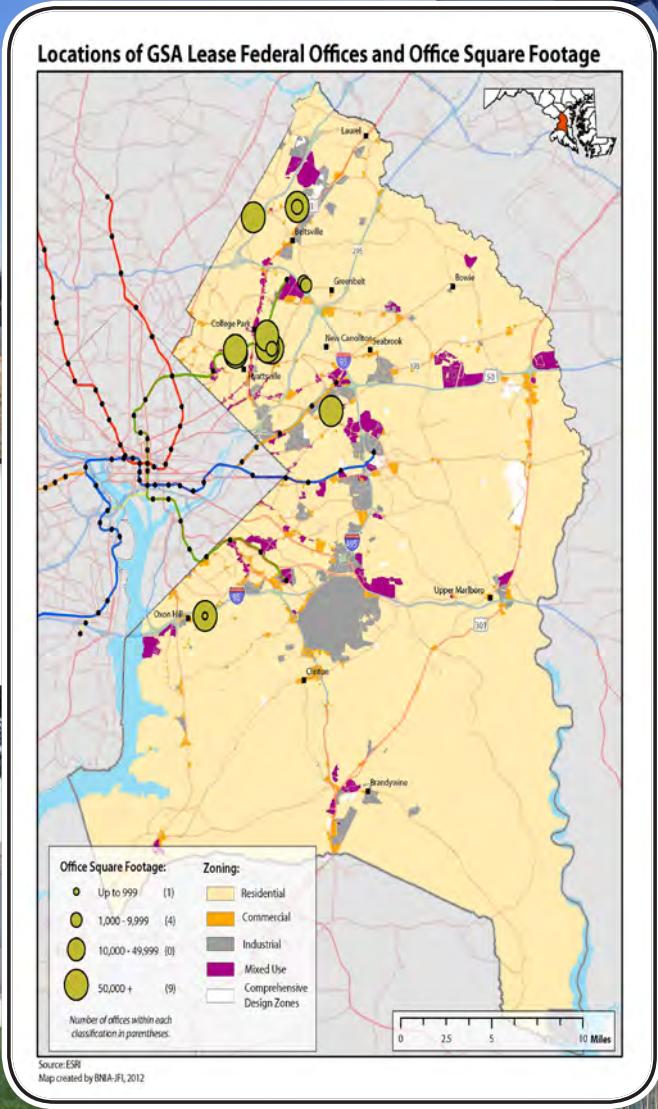 Locations of GSA Lease Federal Offices and Office Square Footage
Laurel
Beltsville
295
Greenbelt
Bowie
College Park
New Carrollton
Seabrook
Hyattsville
50
Upper Marlboro
Oxon Hill
95
301
Clinton
Brandywine
Office Square Footage:
Up to 999 (1)
1,000 - 9,999 (4)
10,000 - 49,999 (0)
50,000 + (9)
Number of offices within each
classification in parentheses.
Zoning:
Residential
Commercial
Industrial
Mixed Use
Comprehensive
Design Zones
0 2.5 5 10 Miles
Source: ESRI
Map created by BNIA-JFI, 2012